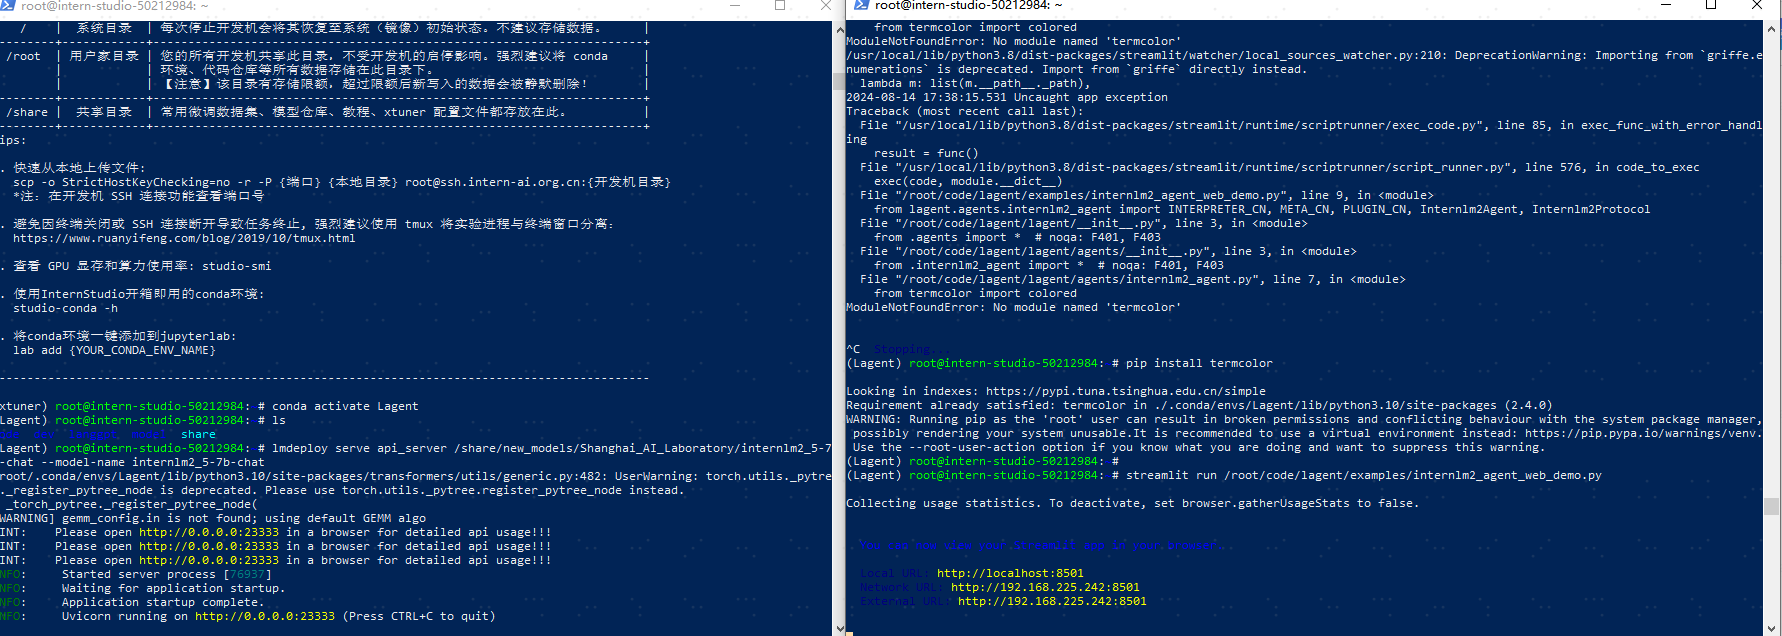 root@intern-studio-50212984: ~
/ | 系统目录 | 每次停止开发机会将其恢复至系统（镜像）初始状态。不建议存储数据。 |
/root | 用户家目录 | 您的所有开发机共享此目录，不受开发机的启停影响。强烈建议将 conda |
| | 环境、代码仓库等所有数据存储在此目录下。 |
| | 【注意】该目录有存储限额，超过限额后新写入的数据会被静默删除！ |
/share | 共享目录 | 常用微调数据集、模型仓库、教程、xtuner 配置文件都存放在此。 |
ips:
. 快速从本地上传文件:
scp -o StrictHostKeyChecking=no -r -P {端口} {本地目录} root@ssh.intern-ai.org.cn:{开发机目录}
*注: 在开发机 SSH 连接功能查看端口号
. 避免因终端关闭或 SSH 连接断开导致任务终止, 强烈建议使用 tmux 将实验进程与终端窗口分离:
https://www.ruanyifeng.com/blog/2019/10/tmux.html
. 查看 GPU 显存和算力使用率: studio-smi
. 使用InternStudio开箱即用的conda环境:
studio-conda -h
. 将conda环境一键添加到jupyterlab:
lab add {YOUR_CONDA_ENV_NAME}
xtuner) root@intern-studio-50212984: # conda activate Lagent
Lagent) root@intern-studio-50212984: # ls
share
Lagent) root@intern-studio-50212984: # lmdeploy serve api_server /share/new_models/Shanghai_AI_Laboratory/internlm2_5-7
-chat --model-name internlm2_5-7b-chat
root/.conda/envs/Lagent/lib/python3.10/site-packages/transformers/utils/generic.py:482: UserWarning: torch.utils._pytre
._register_pytree_node is deprecated. Please use torch.utils._pytree.register_pytree_node instead.
_torch_pytree._register_pytree_node(
WARNING] gemm_config.in is not found; using default GEMM algo
INT: Please open http://0.0.0.0:23333 in a browser for detailed api usage!!!
INT: Please open http://0.0.0.0:23333 in a browser for detailed api usage!!!
INT: Please open http://0.0.0.0:23333 in a browser for detailed api usage!!!
NFO: Started server process [76937]
NFO: Waiting for application startup.
NFO: Application startup complete.
NFO: Uvicorn running on http://0.0.0.0:23333 (Press CTRL+C to quit)
root@intern-studio-50212984: ~
from termcolor import colored
ModuleNotFoundError: No module named 'termcolor'
/usr/local/lib/python3.8/dist-packages/streamlit/watcher/local_sources_watcher.py:210: DeprecationWarning: Importing from `griffe.e
numerations` is deprecated. Import from `griffe` directly instead.
lambda m: list(m.__path__._path),
2024-08-14 17:38:15.531 Uncaught app exception
Traceback (most recent call last):
File "/usr/local/lib/python3.8/dist-packages/streamlit/runtime/scriptrunner/exec_code.py", line 85, in exec_func_with_error_handl
ing
result = func()
File "/usr/local/lib/python3.8/dist-packages/streamlit/runtime/scriptrunner/script_runner.py", line 576, in code_to_exec
exec(code, module.__dict__)
File "/root/code/lagent/examples/internlm2_agent_web_demo.py", line 9, in <module>
from lagent.agents.internlm2_agent import INTERPRETER_CN, META_CN, PLUGIN_CN, Internlm2Agent, Internlm2Protocol
File "/root/code/lagent/lagent/__init__.py", line 3, in <module>
from .agents import * # noqa: F401, F403
File "/root/code/lagent/lagent/agents/__init__.py", line 3, in <module>
from .internlm2_agent import * # noqa: F401, F403
File "/root/code/lagent/lagent/agents/internlm2_agent.py", line 7, in <module>
from termcolor import colored
ModuleNotFoundError: No module named 'termcolor'
^C Stopping...
(Lagent) root@intern-studio-50212984: # pip install termcolor
Looking in indexes: https://pypi.tuna.tsinghua.edu.cn/simple
Requirement already satisfied: termcolor in ./.conda/envs/Lagent/lib/python3.10/site-packages (2.4.0)
WARNING: Running pip as the 'root' user can result in broken permissions and conflicting behaviour with the system package manager,
possibly rendering your system unusable.It is recommended to use a virtual environment instead: https://pip.pypa.io/warnings/venv.
Use the --root-user-action option if you know what you are doing and want to suppress this warning.
(Lagent) root@intern-studio-50212984: #
(Lagent) root@intern-studio-50212984: # streamlit run /root/code/lagent/examples/internlm2_agent_web_demo.py
Collecting usage statistics. To deactivate, set browser.gatherUsageStats to false.
You can now view your Streamlit app in your browser.
Local URL: http://localhost:8501
Network URL: http://192.168.225.242:8501
External URL: http://192.168.225.242:8501